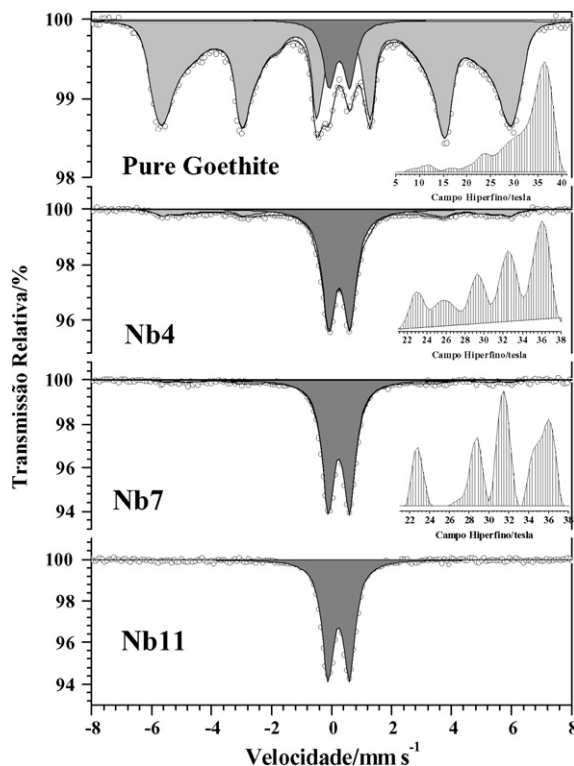 Transmissão Relativa/%
100
99
98
Pure Goethite
5 10 15 20 25 30 35 40
Campo Hiperfino/tesla
100
98
96
Nb4
22 24 26 28 30 32 34 36 38
Campo Hiperfino/tesla
100
98
96
94
Nb7
22 24 26 28 30 32 34 36 38
Campo Hiperfino/tesla
100
98
96
94
Nb11
-8 -6 -4 -2 0 2 4 6 8
Velocidade/mm s⁻¹